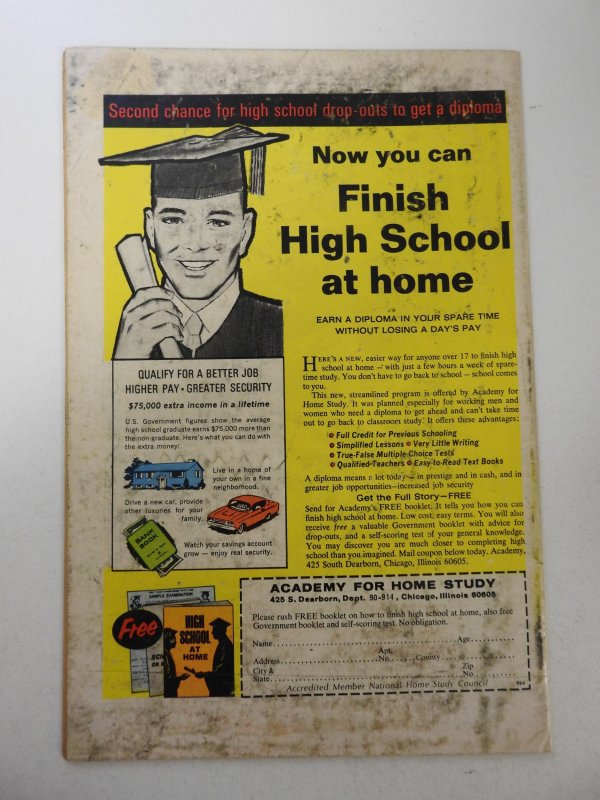 Second chance for high school drop-outs to get a diploma
Now you can
Finish
High School
at home
EARN A DIPLOMA IN YOUR SPARE TIME
WITHOUT LOSING A DAY'S PAY
HERE'S A NEW, easier way for anyone over 17 to finish high
school at home — with just a few hours a week of spare-
time study. You don't have to go back to school — school comes
to you.
This new, streamlined program is offered by Academy for
Home Study. It was planned especially for working men and
women who need a diploma to get ahead and can't take time
out to go back to classroom study. It offers these advantages:
Full Credit for Previous Schooling
Simplified Lessons • Very Little Writing
True-False Multiple-Choice Tests
Qualified Teachers • Easy-to-Read Text Books
A diploma means a lot today — in prestige and in cash, and in
greater job opportunities—increased job security
Get the Full Story—FREE
Send for Academy's FREE booklet. It tells you how you can
finish high school at home. Low cost, easy terms. You will also
receive free a valuable Government booklet with advice for
drop-outs, and a self-scoring test of your general knowledge.
You may discover you are much closer to completing high
school than you imagined. Mail coupon below today. Academy,
425 South Dearborn, Chicago, Illinois 60605.
QUALIFY FOR A BETTER JOB
HIGHER PAY • GREATER SECURITY
$75,000 extra income in a lifetime
U.S. Government figures show the average
high school graduate earns $75,000 more than
the non-graduate. Here's what you can do with
the extra money:
Live in a home of
your own in a fine
neighborhood.
Drive a new car, provide
other luxuries for your
family.
BANK
BOOK
Watch your savings account
grow — enjoy real security.
SAMPLE EXAMINATION
Free
HIGH
SCHOOL
AT
HOME
ACADEMY FOR HOME STUDY
425 S. Dearborn, Dept. 90-914, Chicago, Illinois 60605
Please rush FREE booklet on how to finish high school at home, also free
Government booklet and self-scoring test. No obligation.
Name Age
Apt.
Address No. County
City & Zip
State No.
Accredited Member National Home Study Council